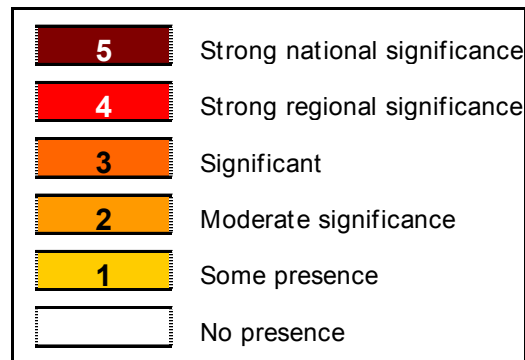 5 Strong national significance
4 Strong regional significance
3 Significant
2 Moderate significance
1 Some presence
No presence